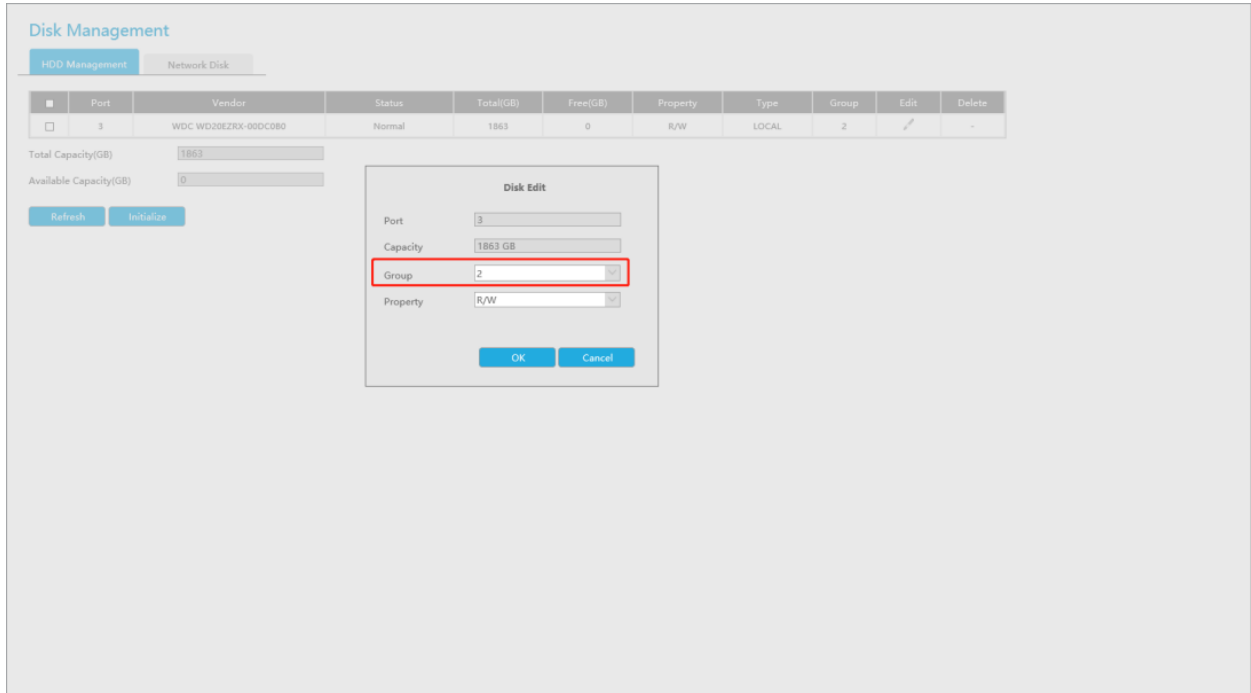 Disk Management
HDD Management Network Disk
Port Vendor Status Total(GB) Free(GB) Property Type Group Edit Delete
3 WDC WD20EZRX-00DC0B0 Normal 1863 0 R/W LOCAL 2 -
Total Capacity(GB) 1863
Available Capacity(GB) 0
Refresh Initialize
Disk Edit
Port 3
Capacity 1863 GB
Group 2
Property R/W
OK Cancel